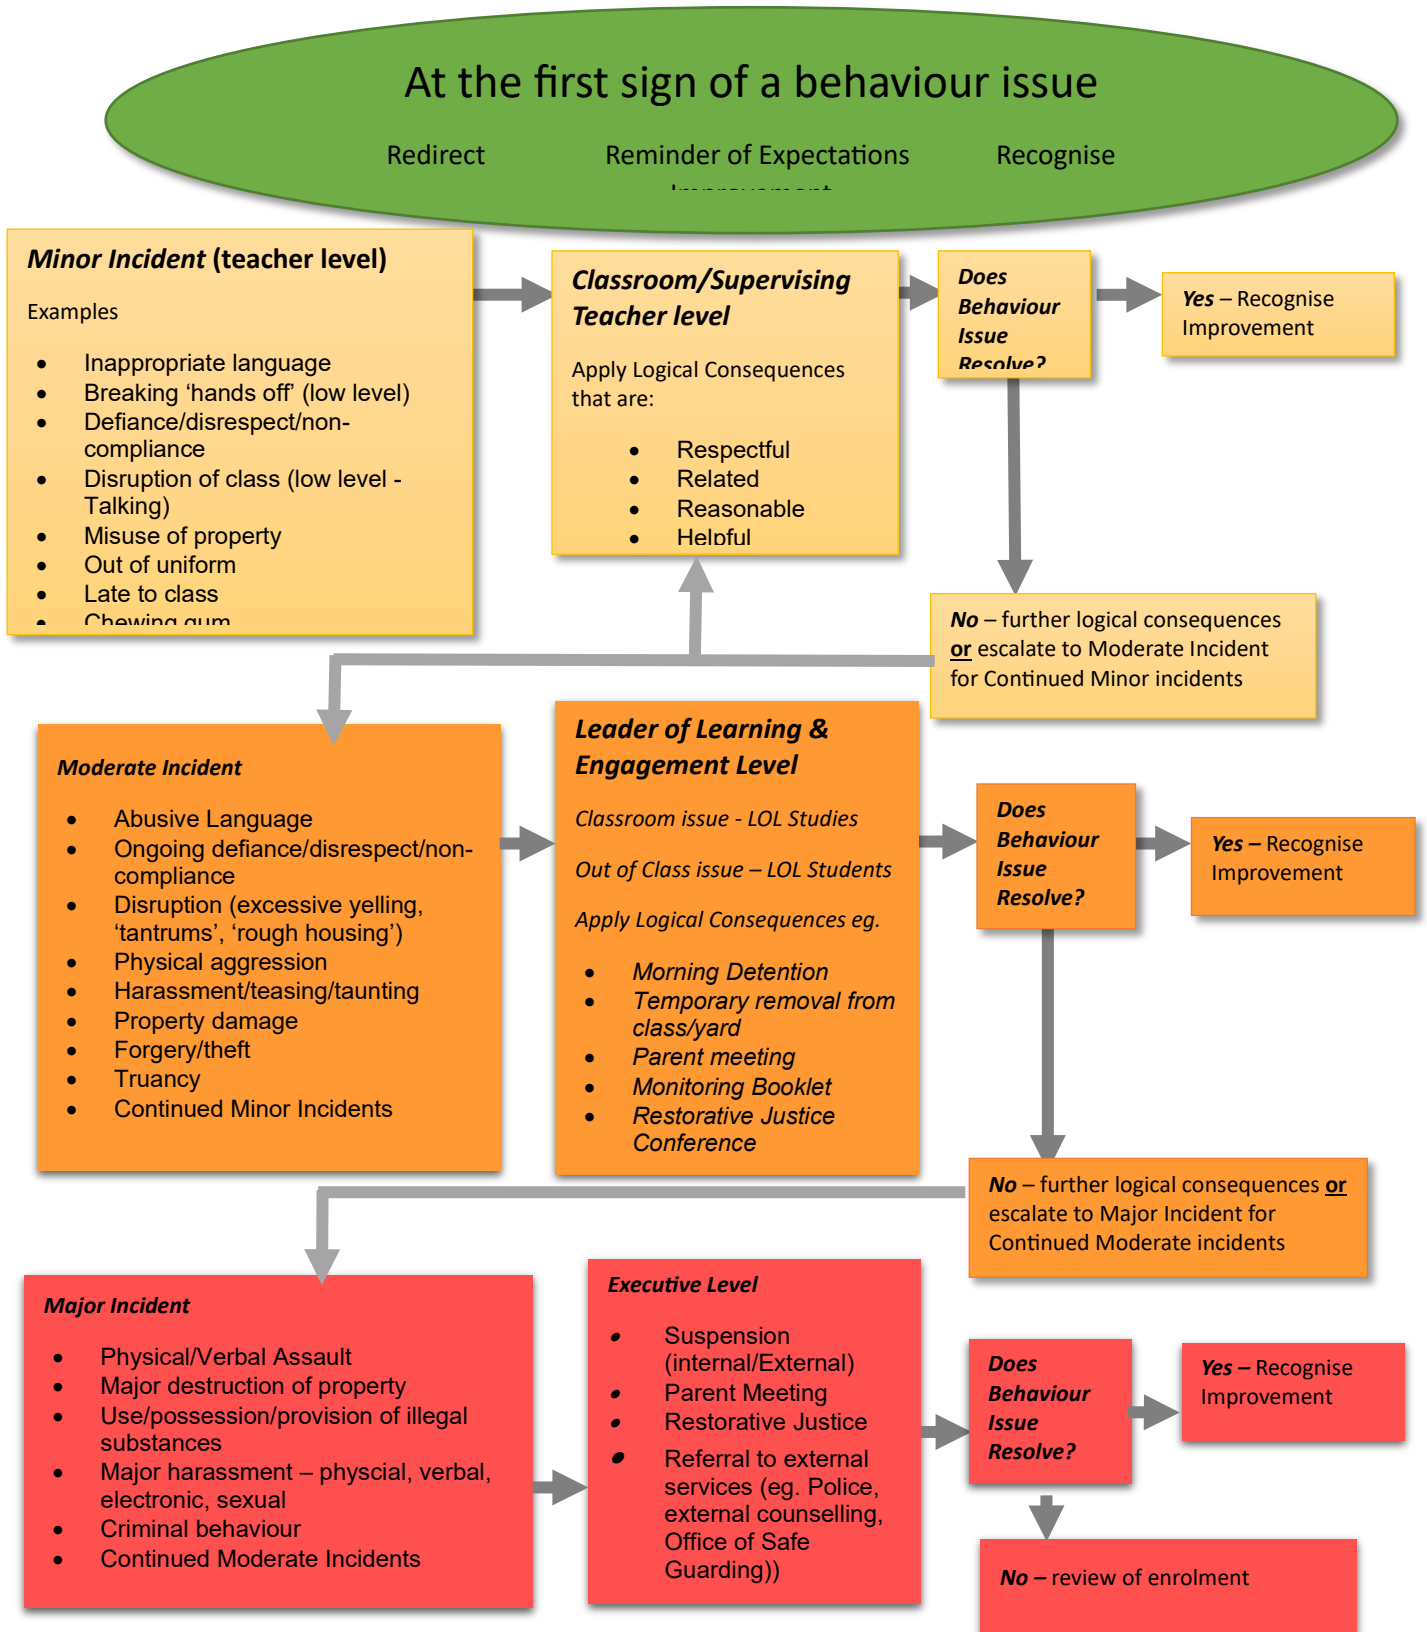 At the first sign of a behaviour issue
Redirect Reminder of Expectations Recognise
Improvement
Minor Incident (teacher level)
Examples
• Inappropriate language
• Breaking ‘hands off’ (low level)
• Defiance/disrespect/non-
compliance
• Disruption of class (low level -
Talking)
• Misuse of property
• Out of uniform
• Late to class
• Chewing gum
Classroom/Supervising
Teacher level
Apply Logical Consequences
that are:
• Respectful
• Related
• Reasonable
• Helpful
Does
Behaviour
Issue
Resolve?
Yes – Recognise
Improvement
No – further logical consequences
or escalate to Moderate Incident
for Continued Minor incidents
Moderate Incident
• Abusive Language
• Ongoing defiance/disrespect/non-
compliance
• Disruption (excessive yelling,
‘tantrums’, ‘rough housing’)
• Physical aggression
• Harassment/teasing/taunting
• Property damage
• Forgery/theft
• Truancy
• Continued Minor Incidents
Leader of Learning &
Engagement Level
Classroom issue - LOL Studies
Out of Class issue – LOL Students
Apply Logical Consequences eg.
• Morning Detention
• Temporary removal from
class/yard
• Parent meeting
• Monitoring Booklet
• Restorative Justice
Conference
Does
Behaviour
Issue
Resolve?
Yes – Recognise
Improvement
No – further logical consequences or
escalate to Major Incident for
Continued Moderate incidents
Major Incident
• Physical/Verbal Assault
• Major destruction of property
• Use/possession/provision of illegal
substances
• Major harassment – physcial, verbal,
electronic, sexual
• Criminal behaviour
• Continued Moderate Incidents
Executive Level
• Suspension
(internal/External)
• Parent Meeting
• Restorative Justice
• Referral to external
services (eg. Police,
external counselling,
Office of Safe
Guarding))
Does
Behaviour
Issue
Resolve?
Yes – Recognise
Improvement
No – review of enrolment